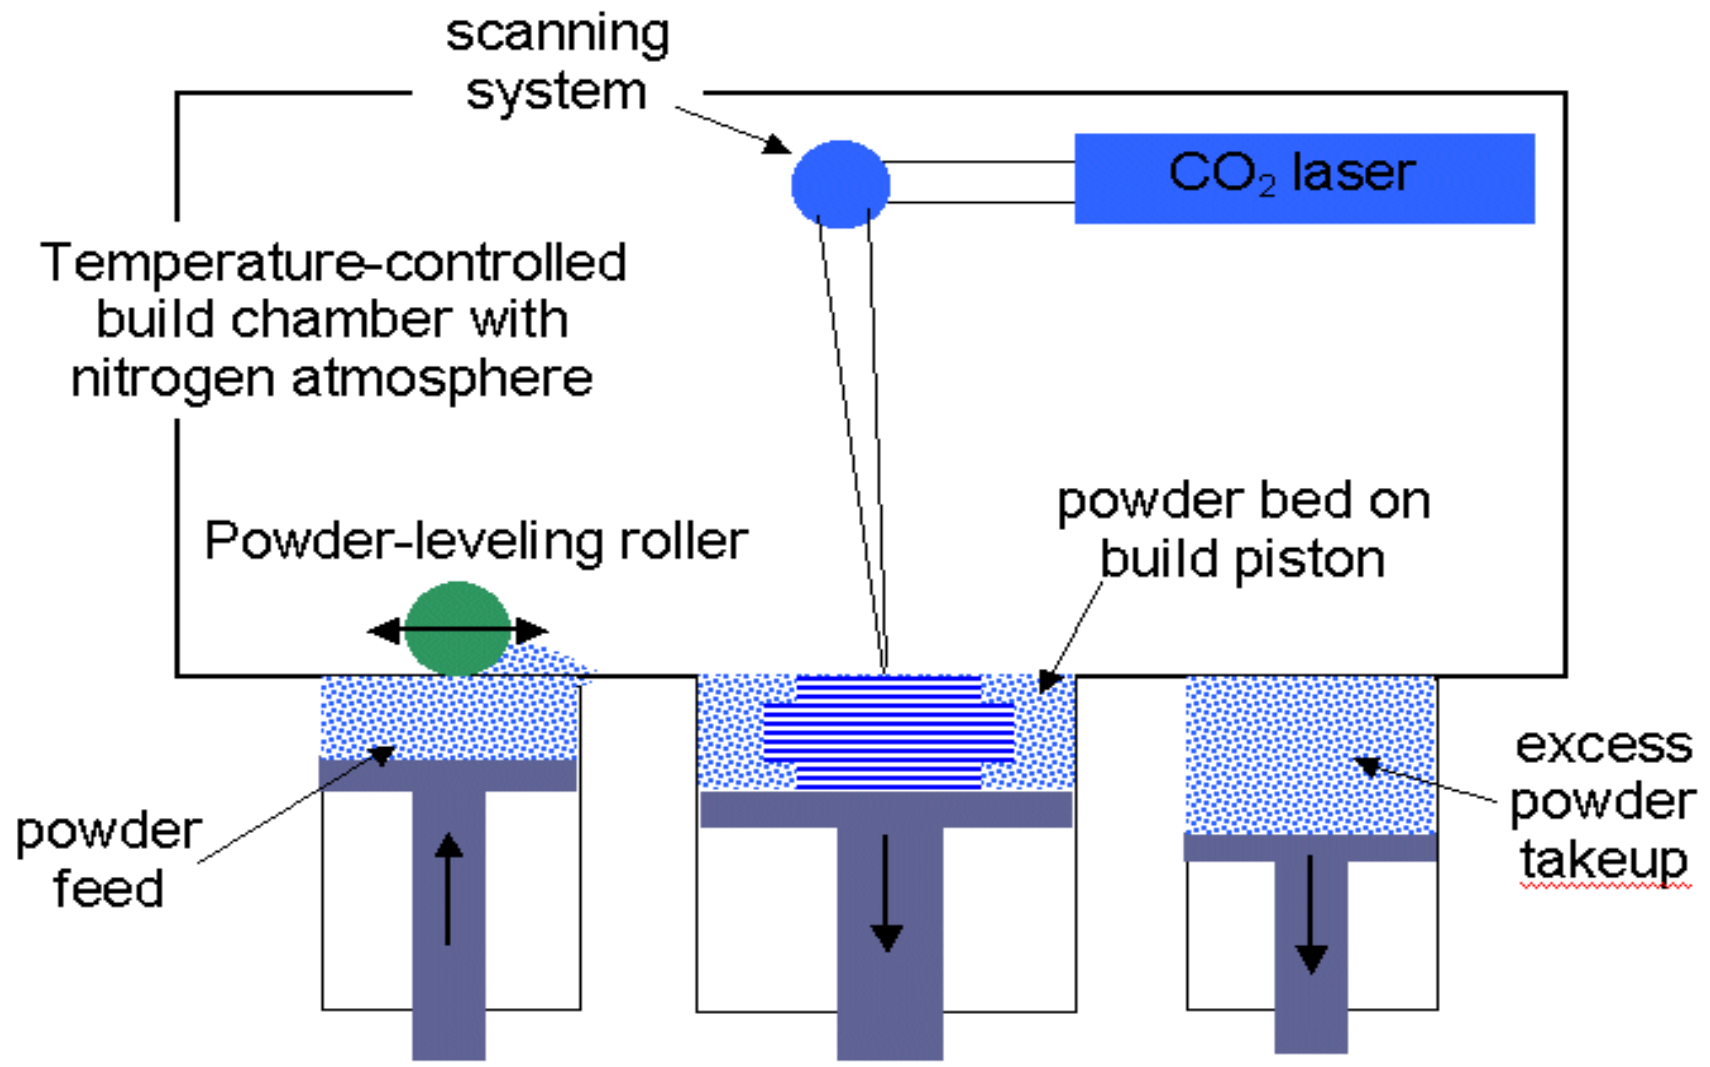 scanning
system
CO₂ laser
Temperature-controlled
build chamber with
nitrogen atmosphere
powder bed on
build piston
Powder-leveling roller
excess
powder
takeup
powder
feed